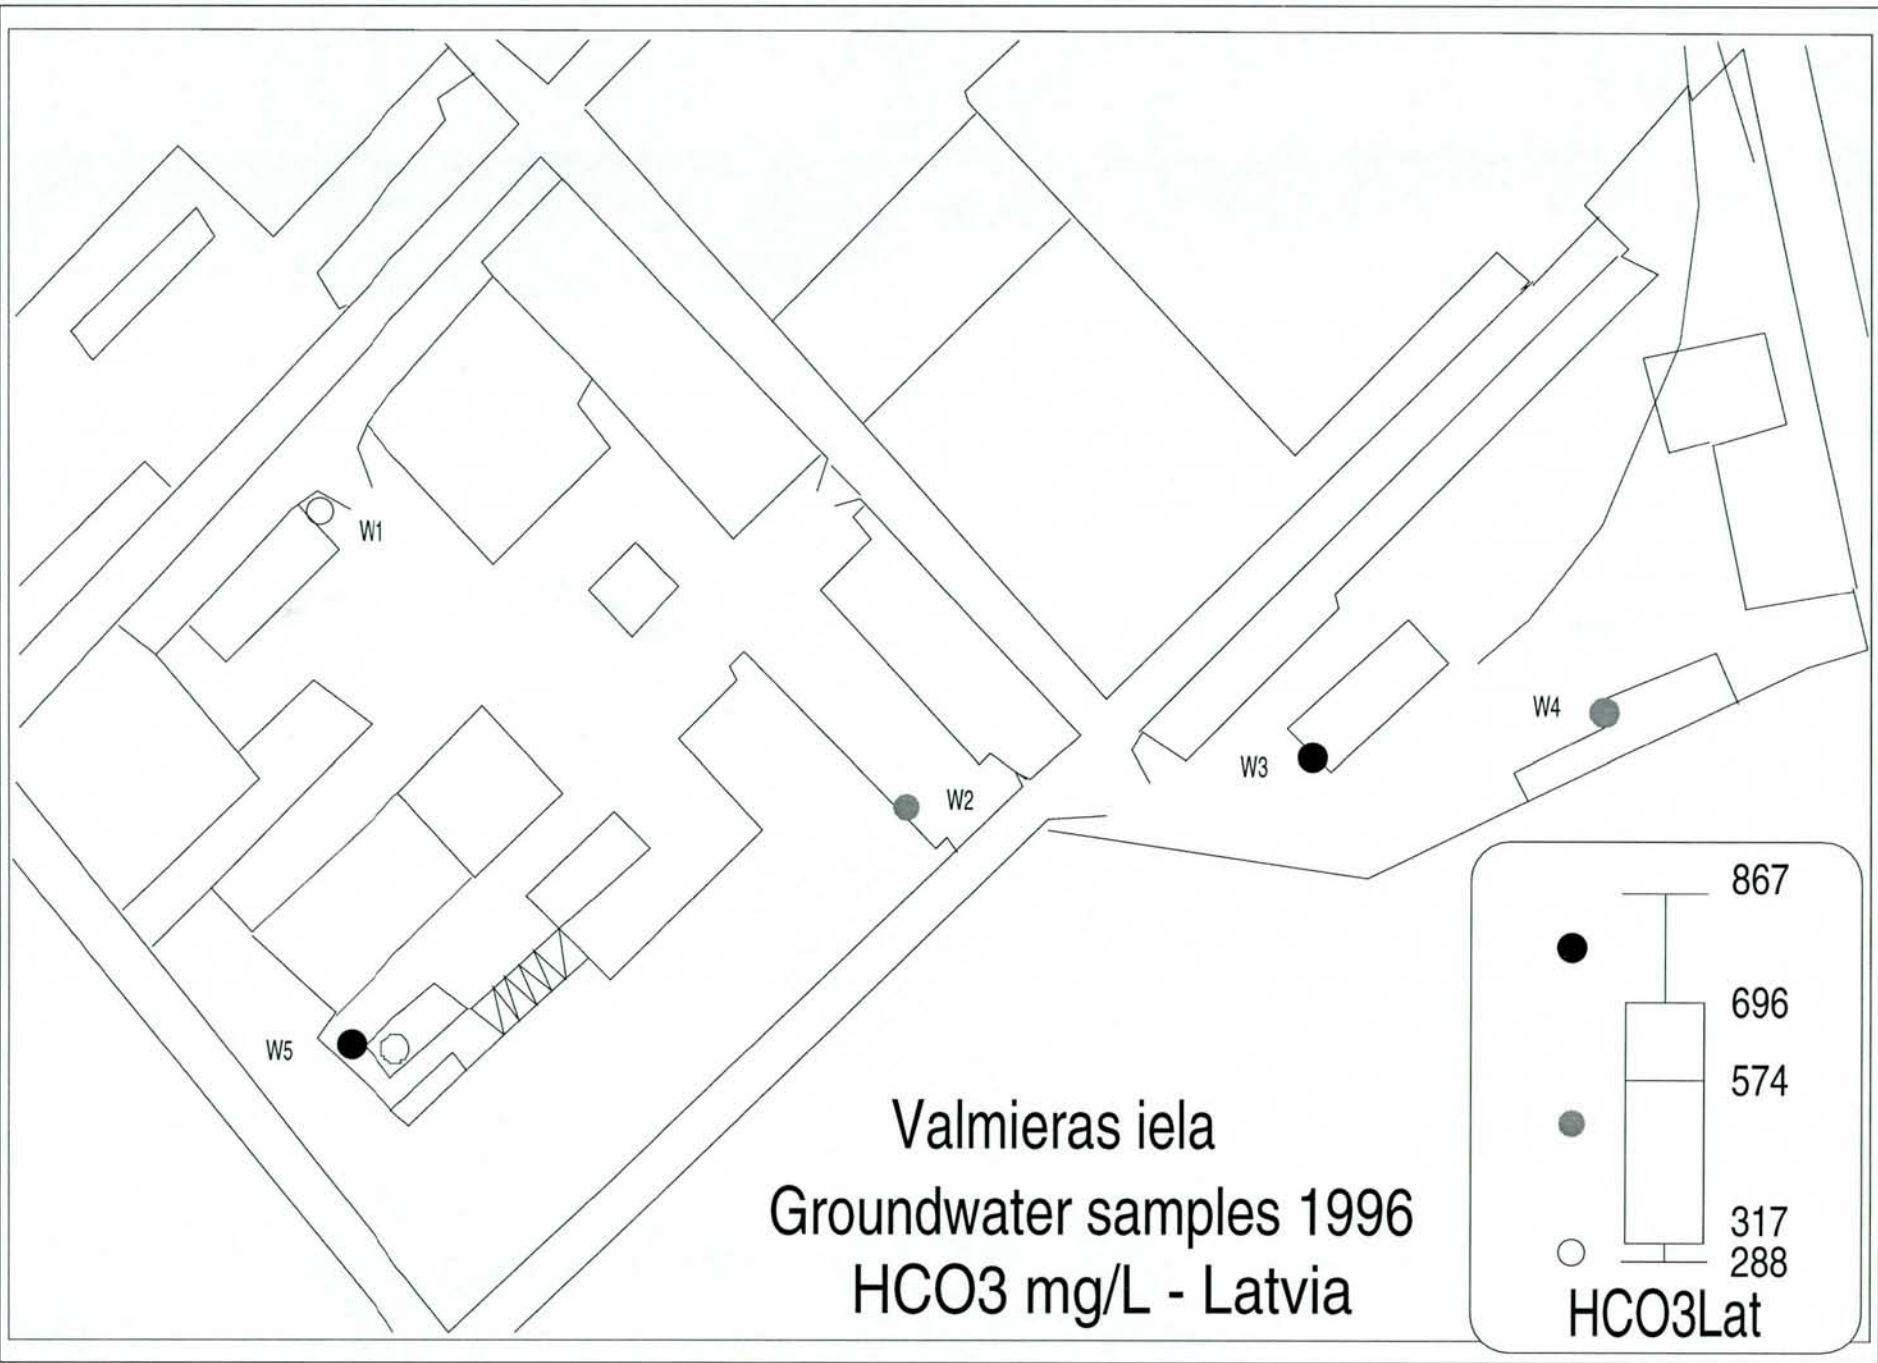 W1
W4
W3
W2
W5
867
696
574
317
288
HCO3Lat
Valmieras iela
Groundwater samples 1996
HCO3 mg/L - Latvia